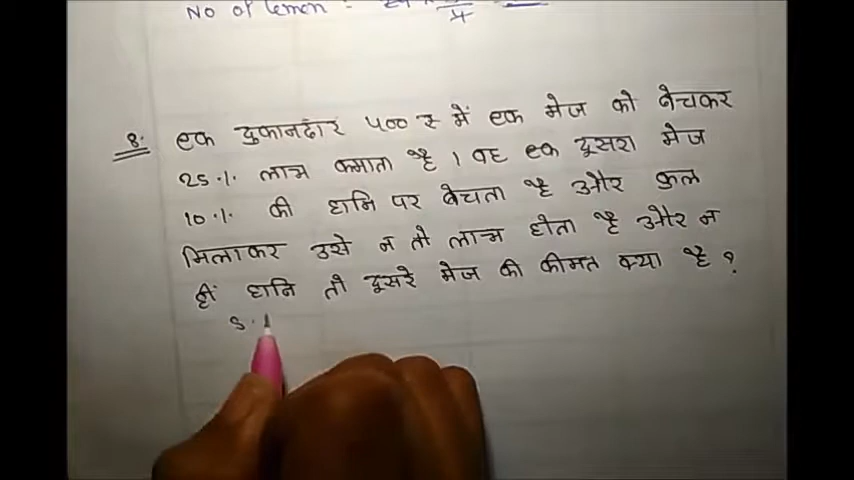 No of Lemon =
8. एक दुकानदार ५०० रु में एक मेज को बेचकर
25 % लाभ कमाता है । वह एक दूसरा मेज
10 % की हानि पर बेचता है और कुल
मिलाकर उसे न तो लाभ होता है और न
हीं हानि तो दूसरे मेज की कीमत क्या है ?
S.